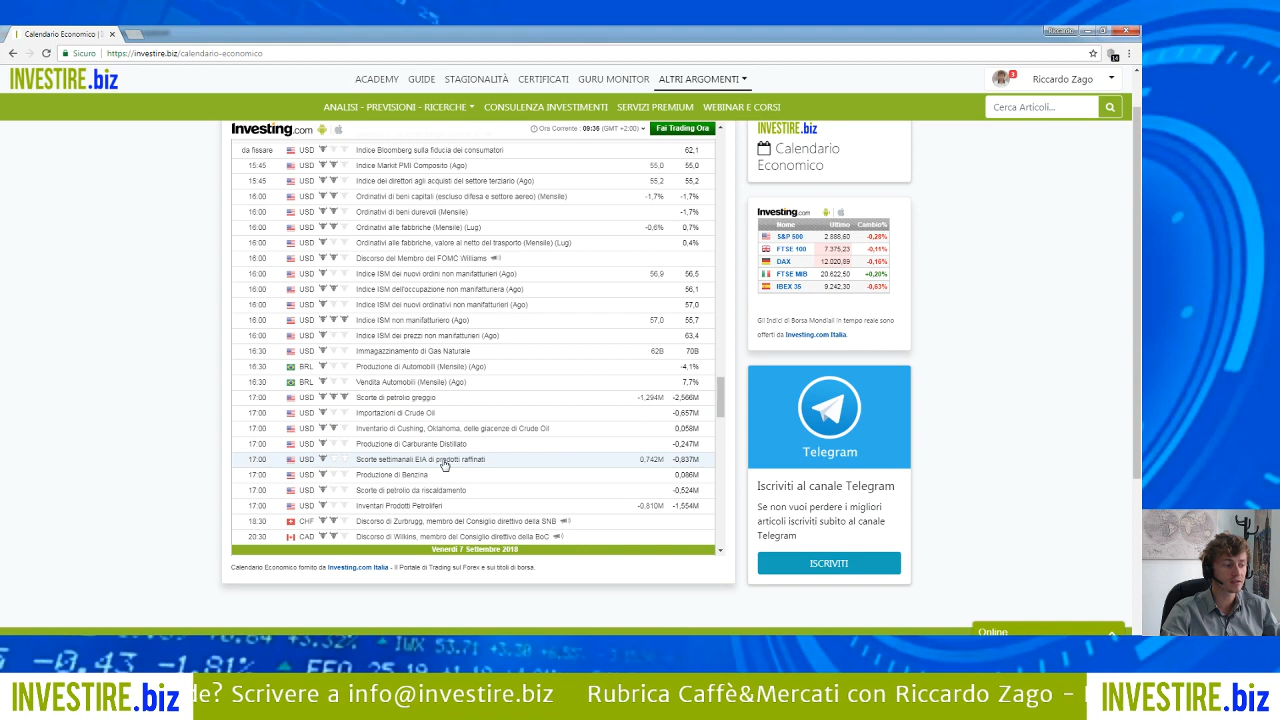 Calendario Economico | I
Riccardo
Sicuro
https://investire.biz/calendario-economico
INVESTIRE.biz
ACADEMY GUIDE STAGIONALITÀ CERTIFICATI GURU MONITOR ALTRI ARGOMENTI
3
Riccardo Zago
ANALISI - PREVISIONI - RICERCHE CONSULENZA INVESTIMENTI SERVIZI PREMIUM WEBINAR E CORSI
Cerca Articoli...
Investing.com
Ora Corrente : 09:36 (GMT +2:00)
Fai Trading Ora
da fissare USD Indice Bloomberg sulla fiducia dei consumatori 62,1
15:45 USD Indice Markit PMI Composito (Ago) 55,0 55,0
15:45 USD Indice dei direttori agli acquisti del settore terziario (Ago) 55,2 55,2
16:00 USD Ordinativi di beni capitali (escluso difesa e settore aereo) (Mensile) -1,7% -1,7%
16:00 USD Ordinativi di beni durevoli (Mensile) -1,7%
16:00 USD Ordinativi alle fabbriche (Mensile) (Lug) -0,6% 0,7%
16:00 USD Ordinativi alle fabbriche, valore al netto del trasporto (Mensile) (Lug) 0,4%
16:00 USD Discorso del Membro del FOMC Williams
16:00 USD Indice ISM dei nuovi ordini non manifatturieri (Ago) 56,9 56,5
16:00 USD Indice ISM dell'occupazione non manifatturiera (Ago) 56,1
16:00 USD Indice ISM dei nuovi ordinativi non manifatturieri (Ago) 57,0
16:00 USD Indice ISM non manifatturiero (Ago) 57,0 55,7
16:00 USD Indice ISM dei prezzi non manifatturieri (Ago) 63,4
16:30 USD Immagazzinamento di Gas Naturale 62B 70B
16:30 BRL Produzione di Automobili (Mensile) (Ago) -4,1%
16:30 BRL Vendita Automobili (Mensile) (Ago) 7,7%
17:00 USD Scorte di petrolio greggio -1,294M -2,566M
17:00 USD Importazioni di Crude Oil -0,657M
17:00 USD Inventario di Cushing, Oklahoma, delle giacenze di Crude Oil 0,058M
17:00 USD Produzione di Carburante Distillato -0,247M
17:00 USD Scorte settimanali EIA di prodotti raffinati 0,742M -0,837M
17:00 USD Produzione di Benzina 0,086M
17:00 USD Scorte di petrolio da riscaldamento -0,524M
17:00 USD Inventari Prodotti Petroliferi -0,810M -1,554M
18:30 CHF Discorso di Zurbrugg, membro del Consiglio direttivo della SNB
20:30 CAD Discorso di Wilkins, membro del Consiglio direttivo della BoC
Venerdì 7 Settembre 2018
Calendario Economico fornito da Investing.com Italia - Il Portale di Trading sul Forex e sui titoli di borsa.
INVESTIRE.biz
Calendario
Economico
Investing.com
Nome Ultimo Cambio%
S&P 500 2.888,60 -0,28%
FTSE 100 7.375,23 -0,11%
DAX 12.020,89 -0,16%
FTSE MIB 20.622,50 +0,20%
IBEX 35 9.242,30 -0,63%
Gli Indici di Borsa Mondiali in tempo reale sono
offerti da Investing.com Italia.
Telegram
Iscriviti al canale Telegram
Se non vuoi perdere i migliori
articoli iscriviti subito al canale
Telegram
ISCRIVITI
Online
-0.43 -1.81%
+3.32%
53.71
INVESTIRE.biz
de? Scrivere a info@investire.biz Rubrica Caffè&Mercati con Riccardo Zago -
INVESTIRE.biz